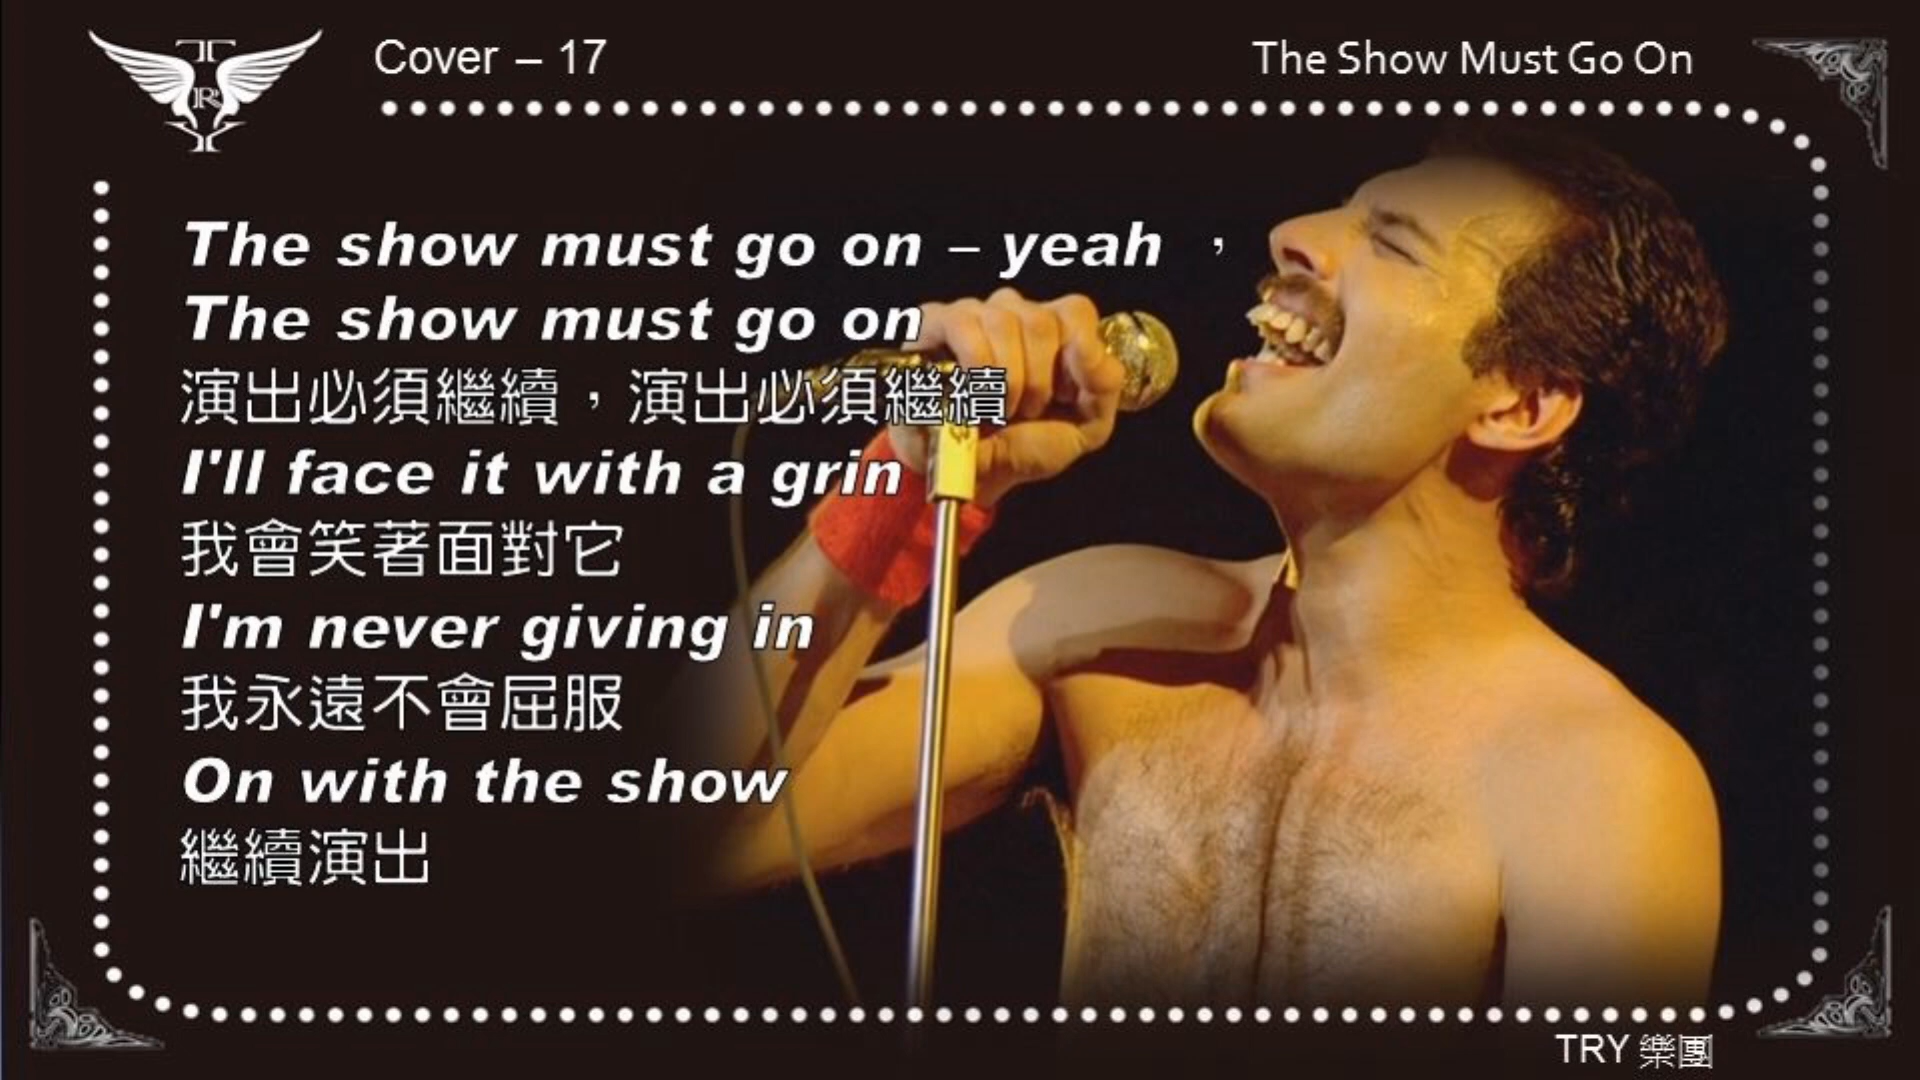 TRY
Cover – 17
The Show Must Go On
The show must go on – yeah ，
The show must go on
演出必須繼續，演出必須繼續
I'll face it with a grin
我會笑著面對它
I'm never giving in
我永遠不會屈服
On with the show
繼續演出
TRY 樂團